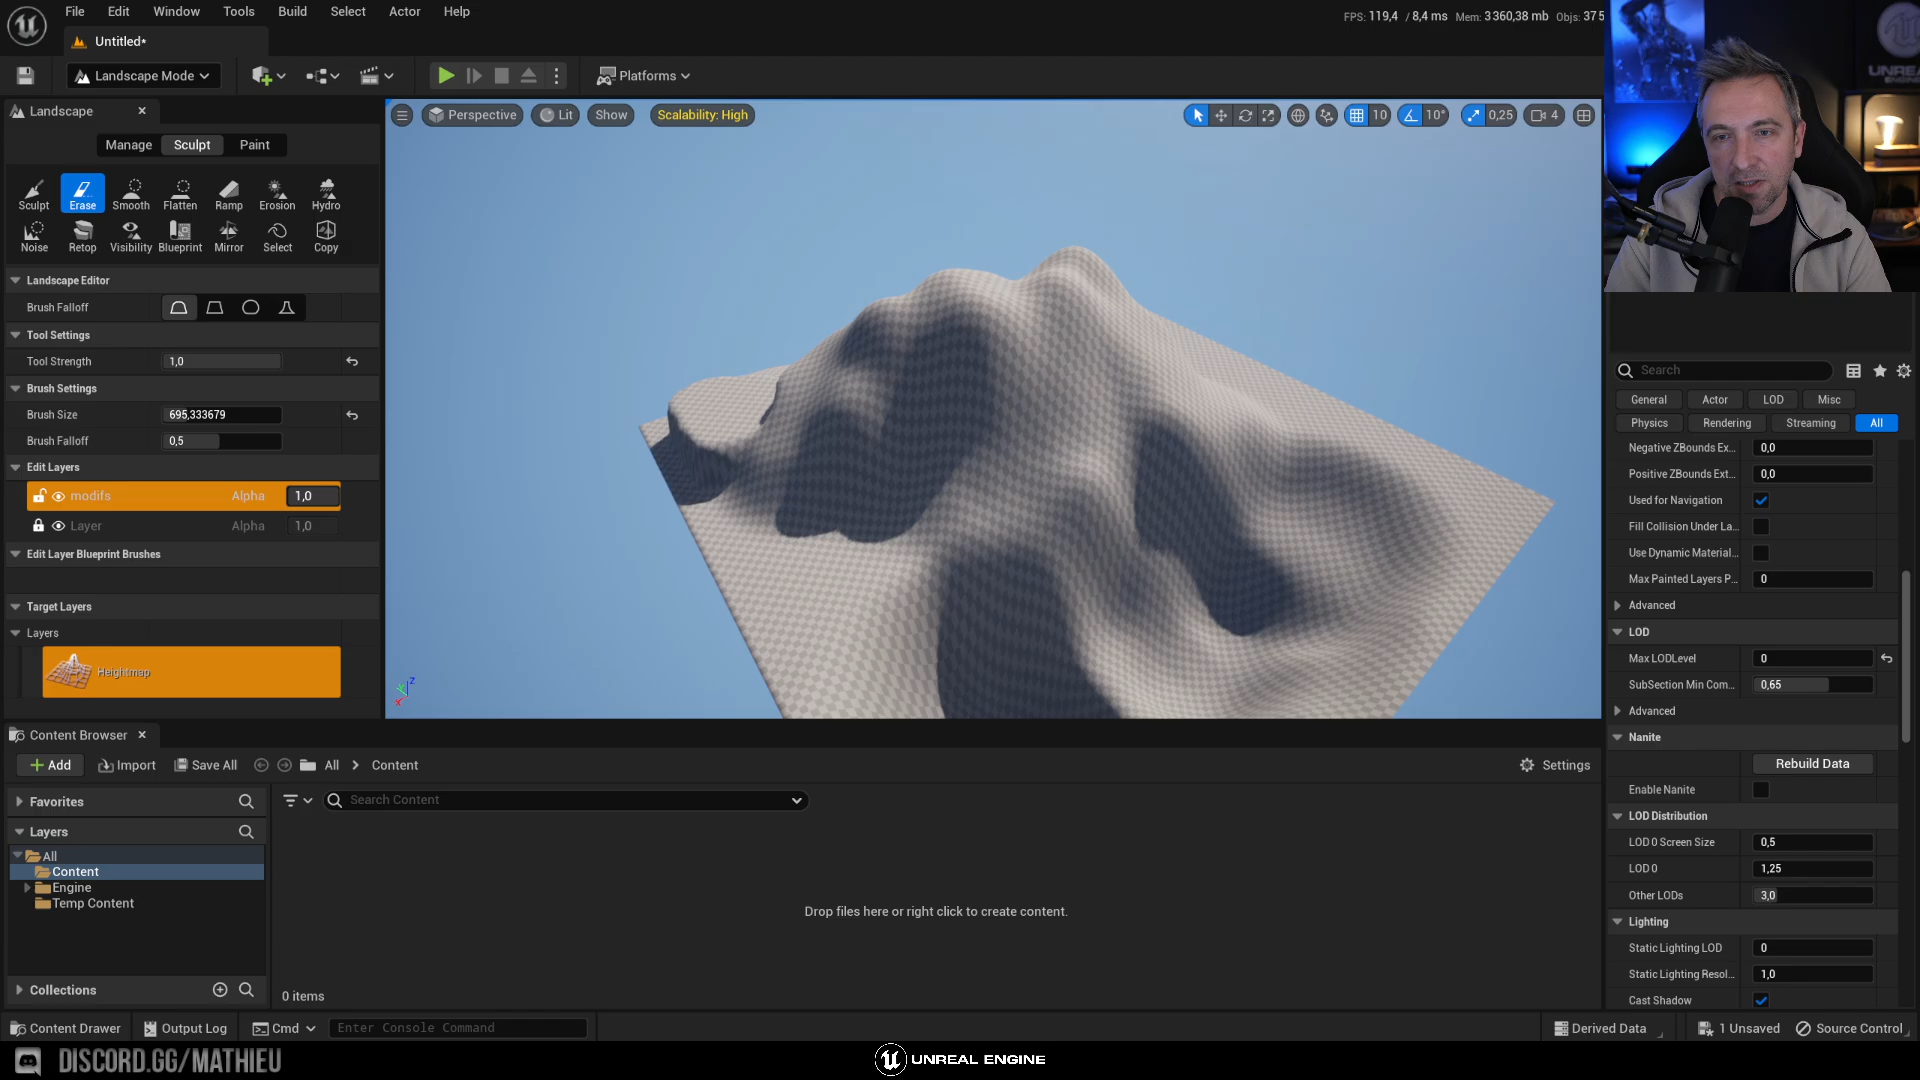 File Edit Window Tools Build Select Actor Help
FPS: 119,4 / 8,4 ms Mem: 3 360,38 mb Objs: 375
Untitled*
Landscape Mode
Platforms
UNREAL
Landscape
Perspective Lit Show Scalability: High 10 10° 0,25 4
Manage Sculpt Paint
Sculpt Erase Smooth Flatten Ramp Erosion Hydro
Noise Retop Visibility Blueprint Mirror Select Copy
Landscape Editor
Brush Falloff
Tool Settings
Tool Strength 1,0
Brush Settings
Brush Size 695,333679
Brush Falloff 0,5
Edit Layers
modifs Alpha 1,0
Layer Alpha 1,0
Edit Layer Blueprint Brushes
Target Layers
Layers
Heightmap
z
x
Search
General Actor LOD Misc
Physics Rendering Streaming All
Negative ZBounds Ex... 0,0
Positive ZBounds Ext... 0,0
Used for Navigation
Fill Collision Under La...
Use Dynamic Material...
Max Painted Layers P... 0
Advanced
LOD
Max LODLevel 0
SubSection Min Com... 0,65
Advanced
Nanite
Rebuild Data
Enable Nanite
LOD Distribution
LOD 0 Screen Size 0,5
LOD 0 1,25
Other LODs 3,0
Lighting
Static Lighting LOD 0
Static Lighting Resol... 1,0
Cast Shadow
Content Browser
Add Import Save All All Content Settings
Favorites
Search Content
Layers
All
Content
Engine
Temp Content
Drop files here or right click to create content.
Collections
0 items
Content Drawer Output Log Cmd Enter Console Command Derived Data 1 Unsaved Source Control
DISCORD.GG/MATHIEU
UNREAL ENGINE